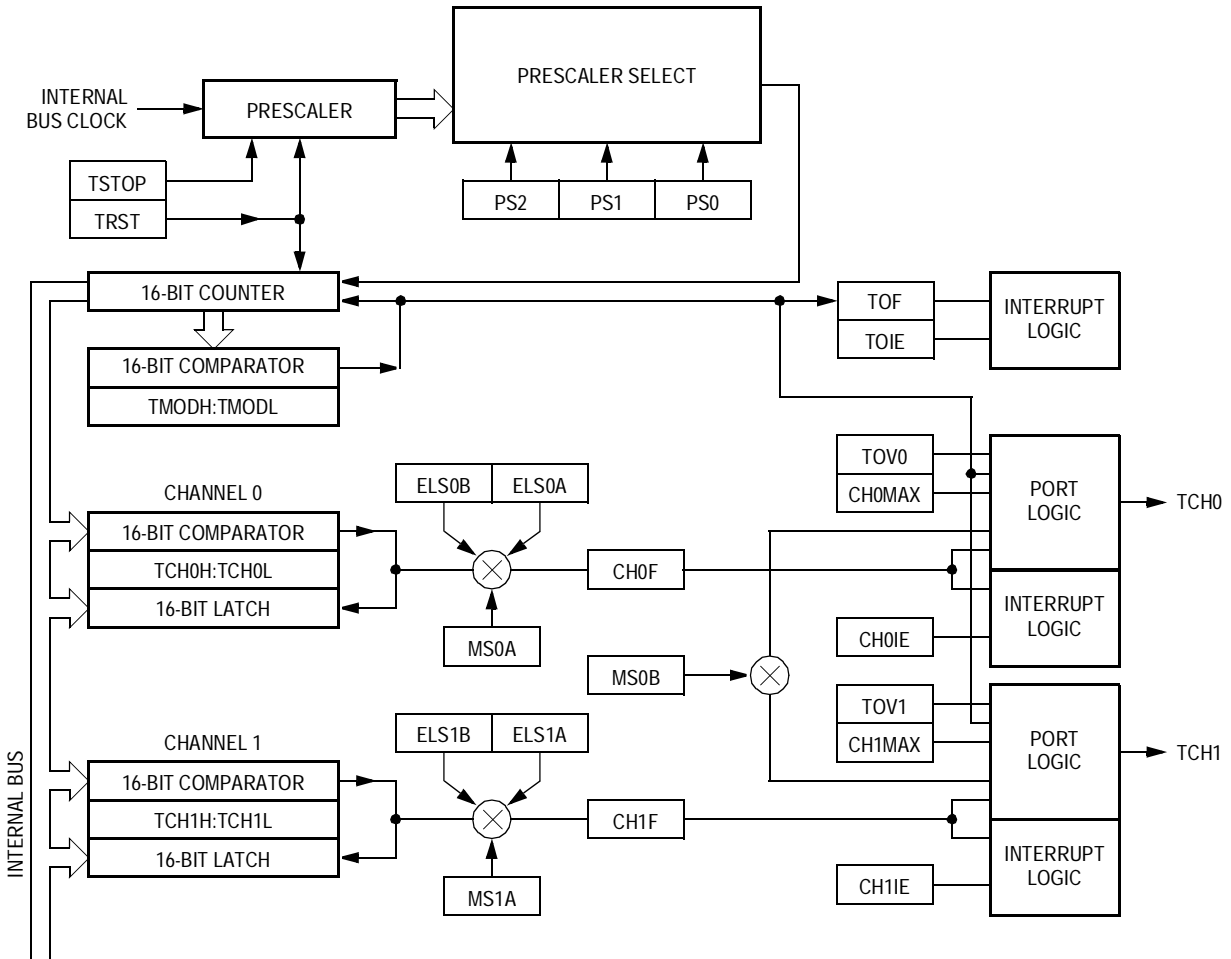 PRESCALER SELECT
INTERNAL
BUS CLOCK
PRESCALER
TSTOP
TRST
PS2 PS1 PS0
16-BIT COUNTER
TOF
TOIE
INTERRUPT
LOGIC
16-BIT COMPARATOR
TMODH:TMODL
TOV0
CH0MAX
PORT
LOGIC
TCH0
ELS0B ELS0A
CHANNEL 0
16-BIT COMPARATOR
TCH0H:TCH0L
16-BIT LATCH
CH0F
MS0A
INTERRUPT
LOGIC
CH0IE
MS0B
TOV1
CH1MAX
PORT
LOGIC
TCH1
ELS1B ELS1A
CHANNEL 1
16-BIT COMPARATOR
TCH1H:TCH1L
16-BIT LATCH
CH1F
MS1A
INTERRUPT
LOGIC
CH1IE
INTERNAL BUS